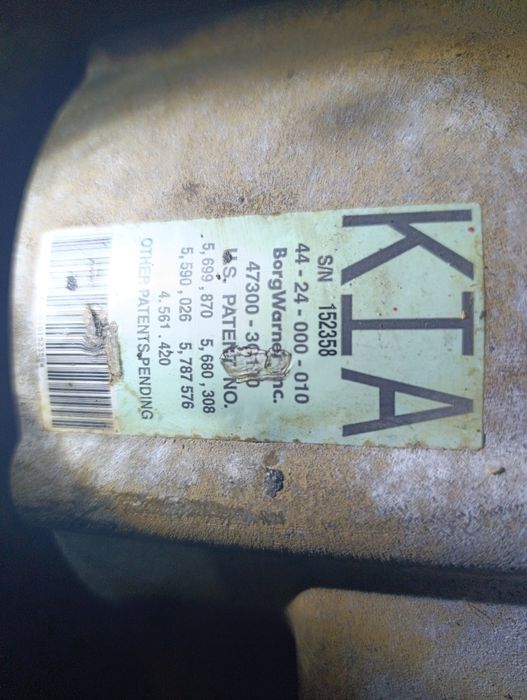 KIA
S/N 152358
44-24-000-010
BorgWarner Inc.
47300-
U.S. PATENT NO.
5,699,870 5,680,308
5,590,026 5,787 576
4.561.420
OTHER PATENTS PENDING